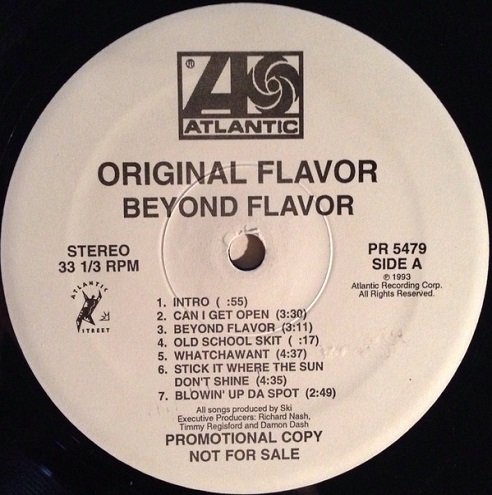 ®
ATLANTIC
ORIGINAL FLAVOR
BEYOND FLAVOR
STEREO
33 1/3 RPM
ATLANTIC
STREET
PR 5479
SIDE A
℗ 1993
Atlantic Recording Corp.
All Rights Reserved.
1. INTRO ( :55)
2. CAN I GET OPEN (3:30)
3. BEYOND FLAVOR (3:11)
4. OLD SCHOOL SKIT ( :17)
5. WHATCHAWANT (4:37)
6. STICK IT WHERE THE SUN
DON'T SHINE (4:35)
7. BLOWIN' UP DA SPOT (2:49)
All songs produced by Ski
Executive Producers: Richard Nash,
Timmy Regisford and Damon Dash
PROMOTIONAL COPY
NOT FOR SALE